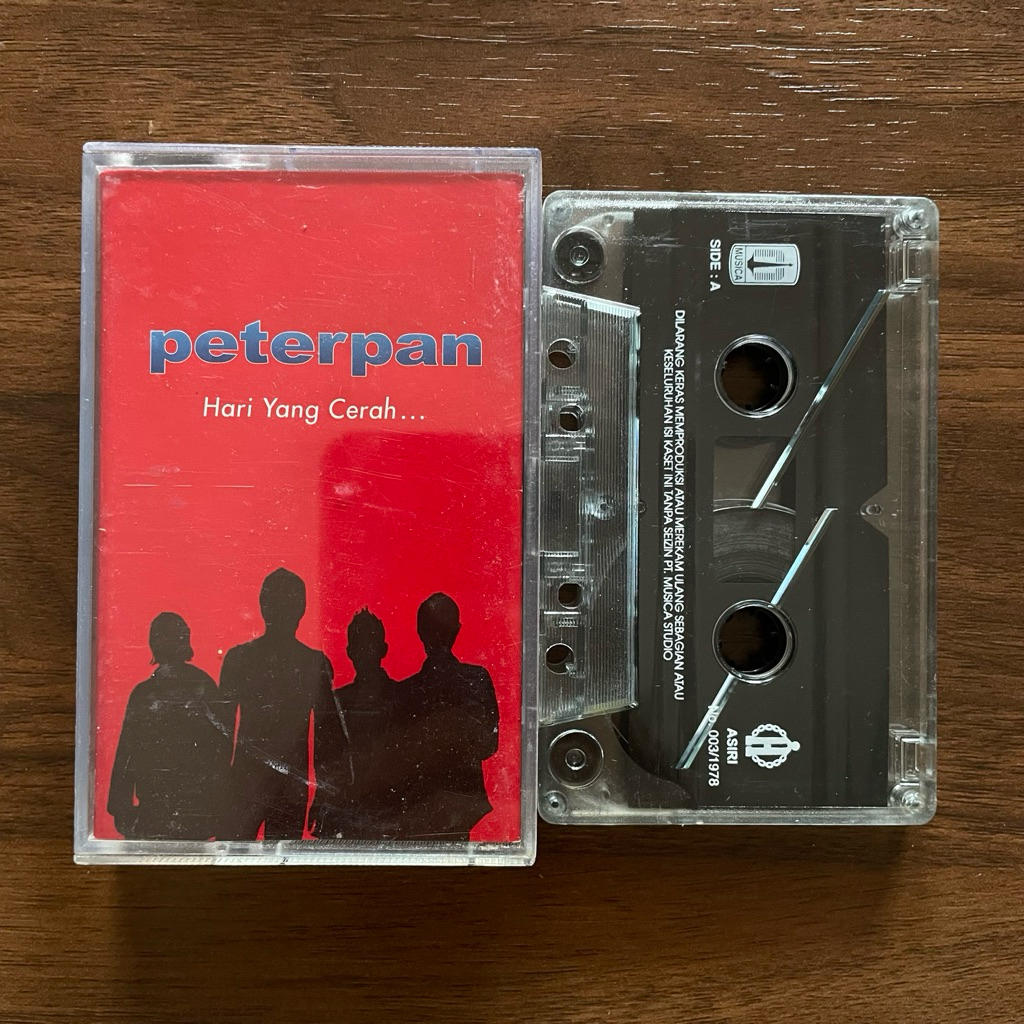 peterpan
Hari Yang Cerah...
MUSICA
SIDE : A
DILARANG KERAS MEMPRODUKSI ATAU MEREKAM ULANG SEBAGIAN ATAU
KESELURUHAN ISI KASET INI TANPA SEIZIN PT. MUSICA STUDIO
ASIRI
No. 003/1978